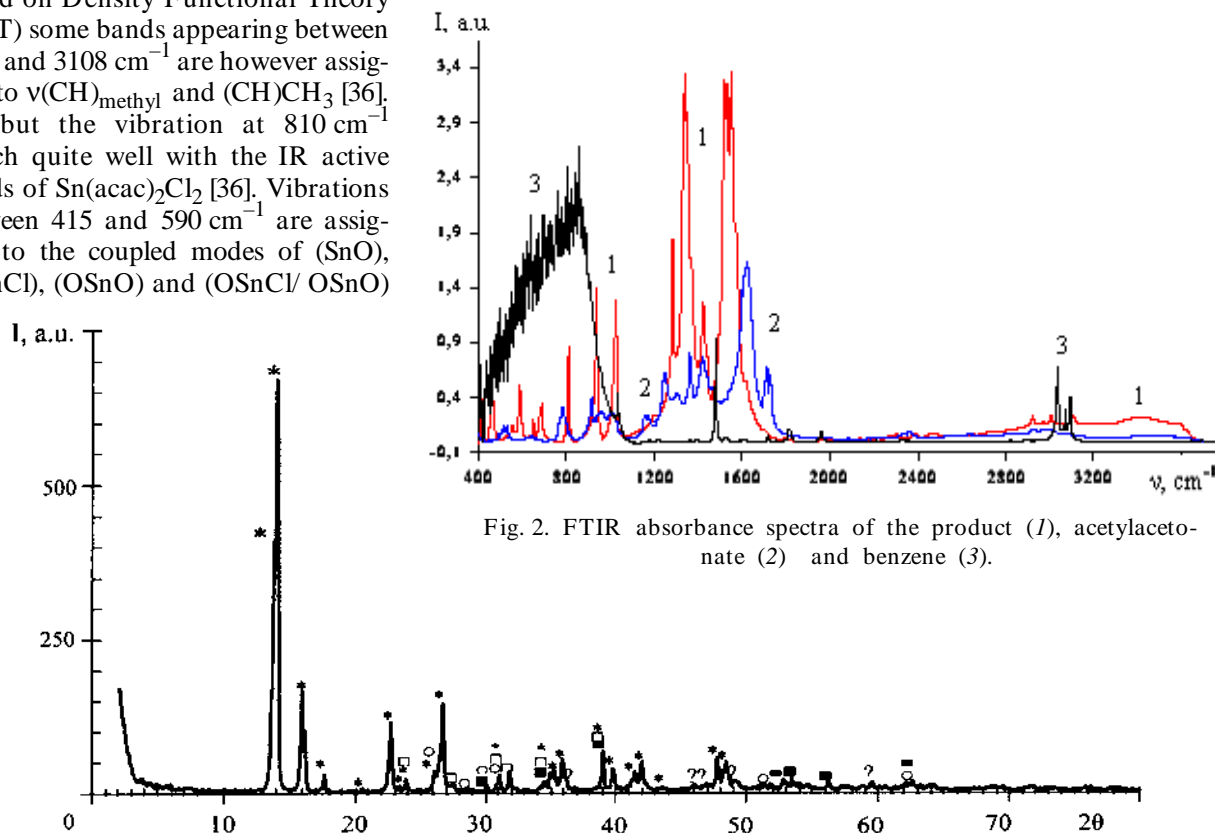 d on Density Functional Theory
T) some bands appearing between
and 3108 cm⁻¹ are however assig-
to ν(CH)methyl and (CH)CH₃ [36].
but the vibration at 810 cm⁻¹
ch quite well with the IR active
ds of Sn(acac)₂Cl₂ [36]. Vibrations
een 415 and 590 cm⁻¹ are assig-
to the coupled modes of (SnO),
nCl), (OSnO) and (OSnCl/ OSnO)
I, a.u.
3,4
2,9
2,4
1,9
1,4
0,9
0,4
-0,1
1
3
1
2
2
3
1
400 800 1200 1600 2000 2400 2800 3200 ν, cm⁻¹
Fig. 2. FTIR absorbance spectra of the product (1), acetylaceto-
nate (2) and benzene (3).
I, a.u.
500
250
? ?? ? ?
0 10 20 30 40 50 60 70 2θ